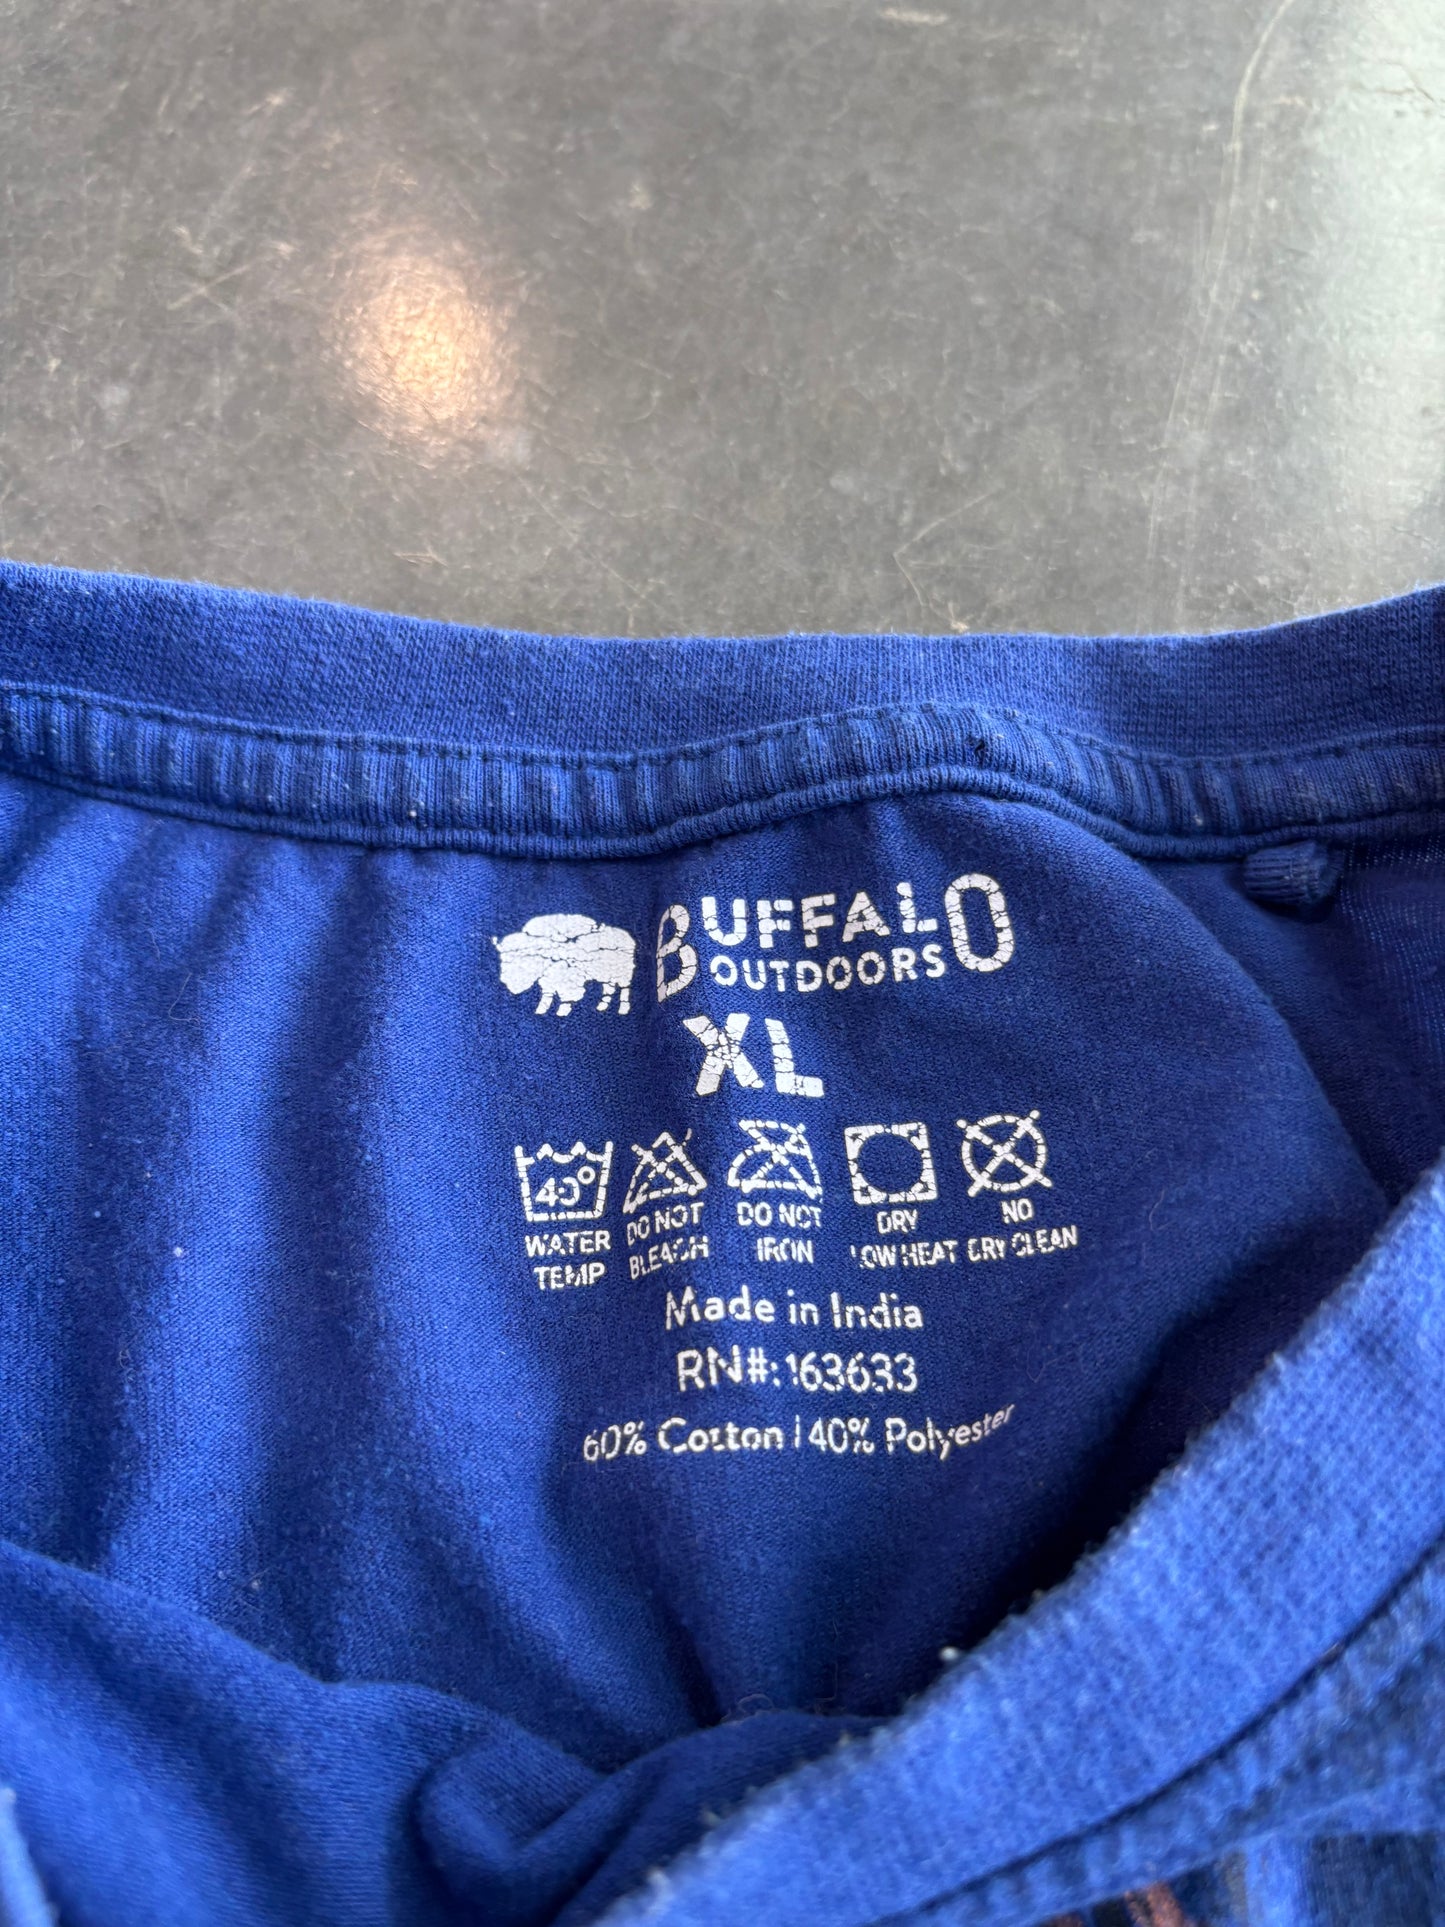 BUFFALO
OUTDOORS
XL
40°
WATER TEMP
DO NOT BLEACH
DO NOT IRON
DRY LOW HEAT
NO DRY CLEAN
Made in India
RN#:163633
60% Cotton | 40% Polyester